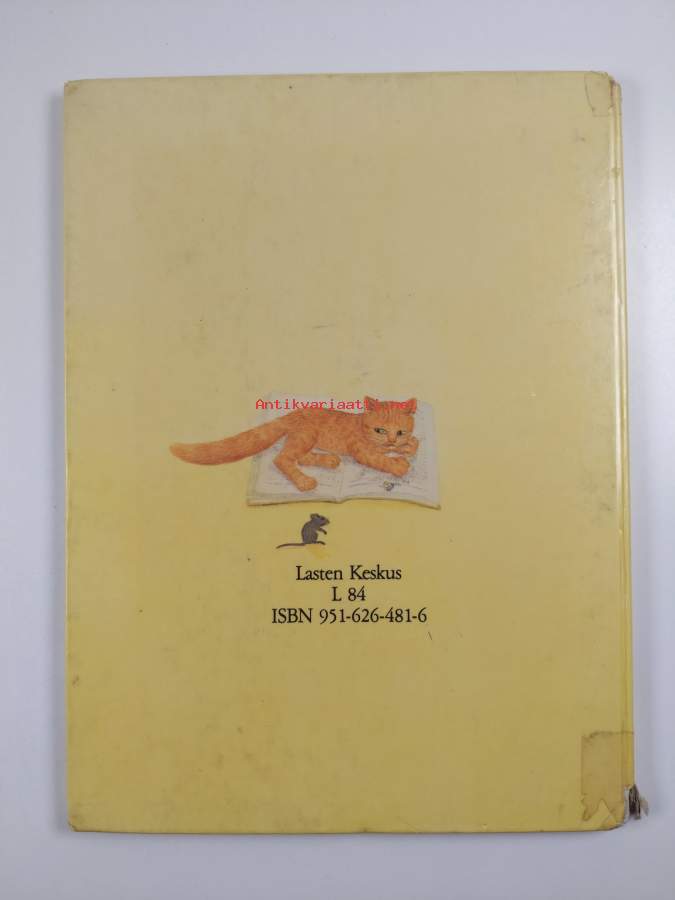 Antikvariaatti.net
Lasten Keskus
L 84
ISBN 951-626-481-6